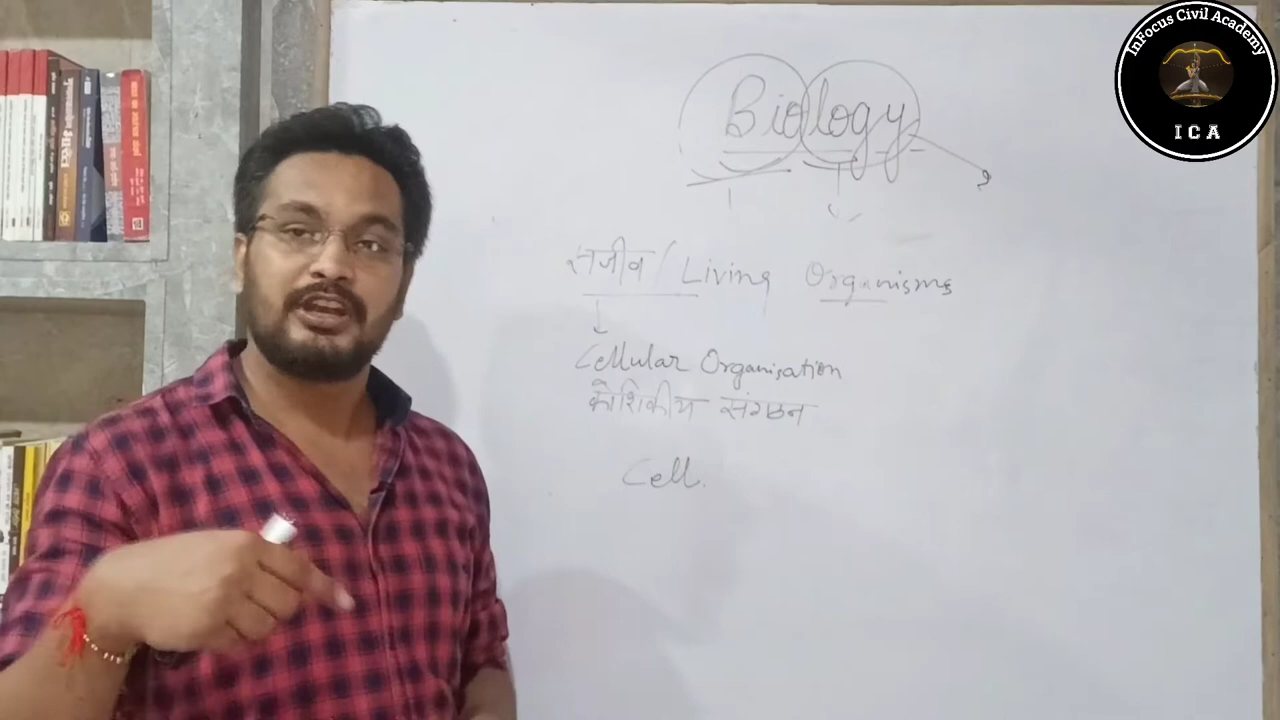 InFocus Civil Academy
ICA
Biology
सजीव / Living Organisms
Cellular Organisation
कोशिकीय संगठन
Cell.